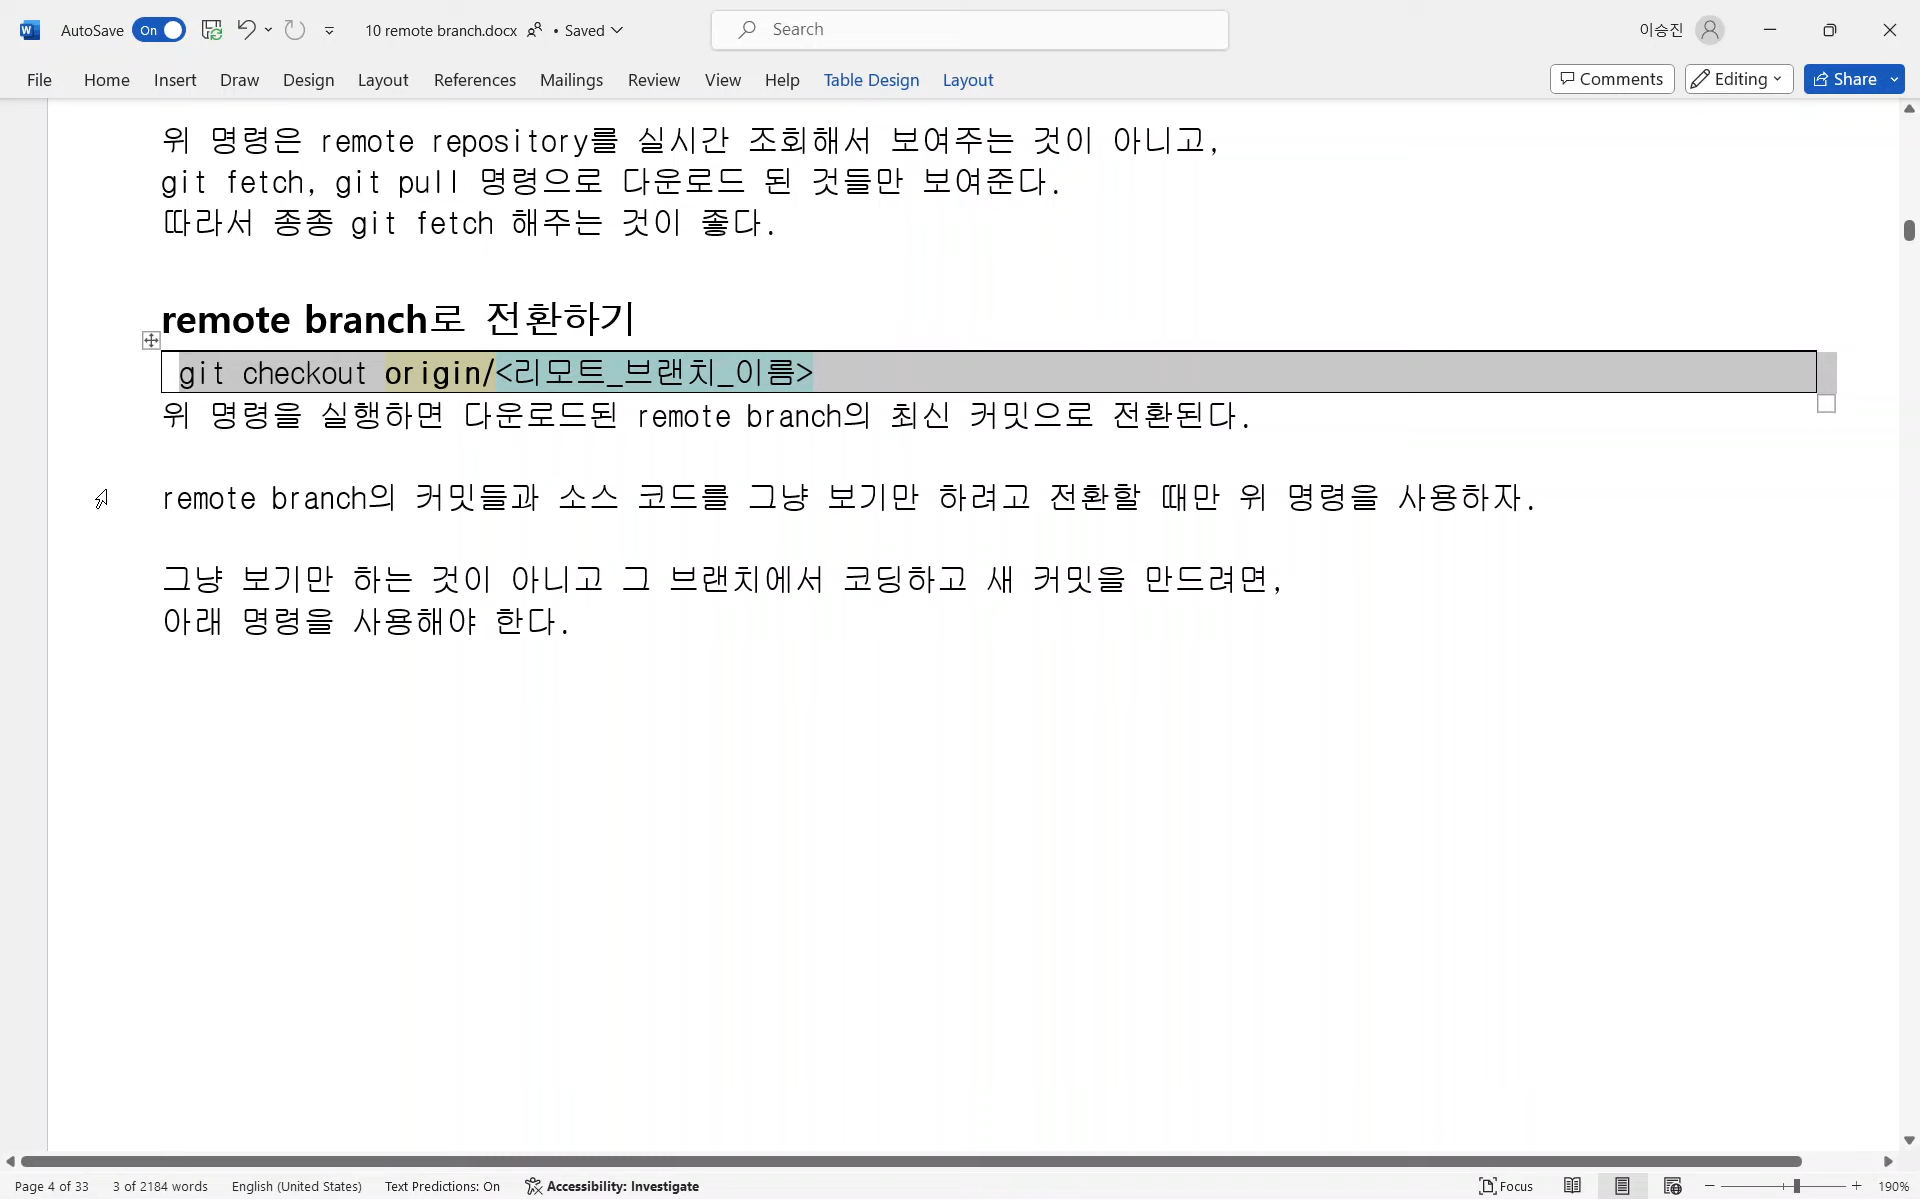 AutoSave On 10 remote branch.docx • Saved Search 이승진
File Home Insert Draw Design Layout References Mailings Review View Help Table Design Layout Comments Editing Share
위 명령은 remote repository를 실시간 조회해서 보여주는 것이 아니고,
git fetch, git pull 명령으로 다운로드 된 것들만 보여준다.
따라서 종종 git fetch 해주는 것이 좋다.
remote branch로 전환하기
git checkout origin/<리모트_브랜치_이름>
위 명령을 실행하면 다운로드된 remote branch의 최신 커밋으로 전환된다.
remote branch의 커밋들과 소스 코드를 그냥 보기만 하려고 전환할 때만 위 명령을 사용하자.
그냥 보기만 하는 것이 아니고 그 브랜치에서 코딩하고 새 커밋을 만드려면,
아래 명령을 사용해야 한다.
Page 4 of 33 3 of 2184 words English (United States) Text Predictions: On Accessibility: Investigate Focus 190%